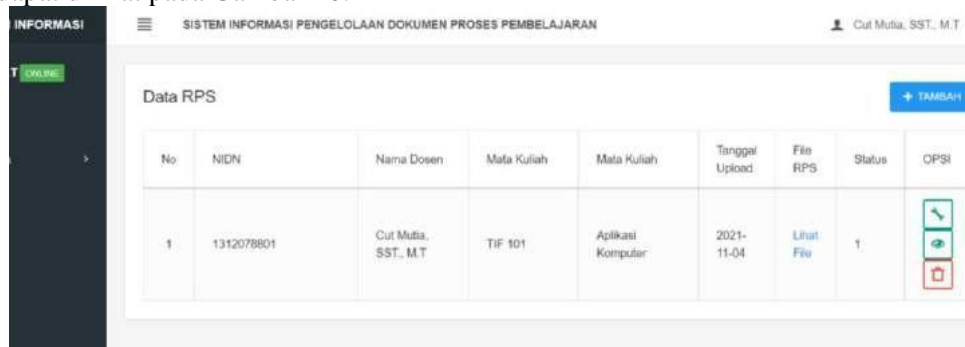 INFORMASI
SISTEM INFORMASI PENGELOLAAN DOKUMEN PROSES PEMBELAJARAN
Cut Mutia, SST., M.T
T ONLINE
Data RPS
+ TAMBAH
No NIDN Nama Dosen Mata Kuliah Mata Kuliah Tanggal Upload File RPS Status OPSI
1 1312078801 Cut Mutia, SST., M.T TIF 101 Aplikasi Komputer 2021-11-04 Lihat File 1